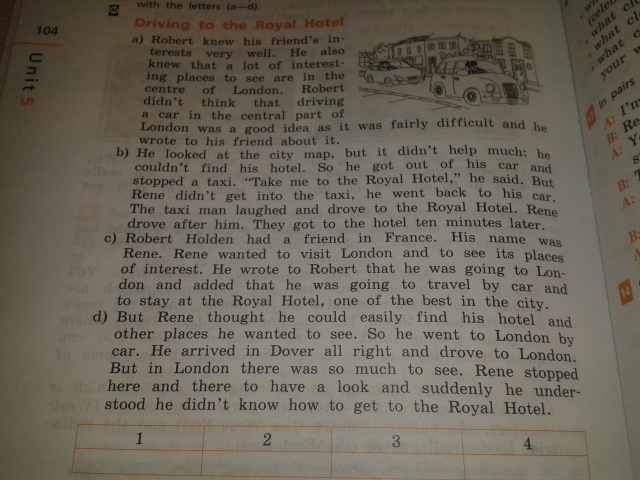 with the letters (a—d).
Driving to the Royal Hotel
104
Unit 5
a) Robert knew his friend's in-
terests very well. He also
knew that a lot of interest-
ing places to see are in the
centre of London. Robert
didn't think that driving
a car in the central part of
London was a good idea as it was fairly difficult and he
wrote to his friend about it.
b) He looked at the city map, but it didn't help much: he
couldn't find his hotel. So he got out of his car and
stopped a taxi. "Take me to the Royal Hotel," he said. But
Rene didn't get into the taxi, he went back to his car.
The taxi man laughed and drove to the Royal Hotel. Rene
drove after him. They got to the hotel ten minutes later.
c) Robert Holden had a friend in France. His name was
Rene. Rene wanted to visit London and to see its places
of interest. He wrote to Robert that he was going to Lon-
don and added that he was going to travel by car and
to stay at the Royal Hotel, one of the best in the city.
d) But Rene thought he could easily find his hotel and
other places he wanted to see. So he went to London by
car. He arrived in Dover all right and drove to London.
But in London there was so much to see. Rene stopped
here and there to have a look and suddenly he under-
stood he didn't know how to get to the Royal Hotel.
1 2 3 4
• what
• what
your
in pairs
A: I'm
B: Re
A:
B:
A:
B:
A:
14